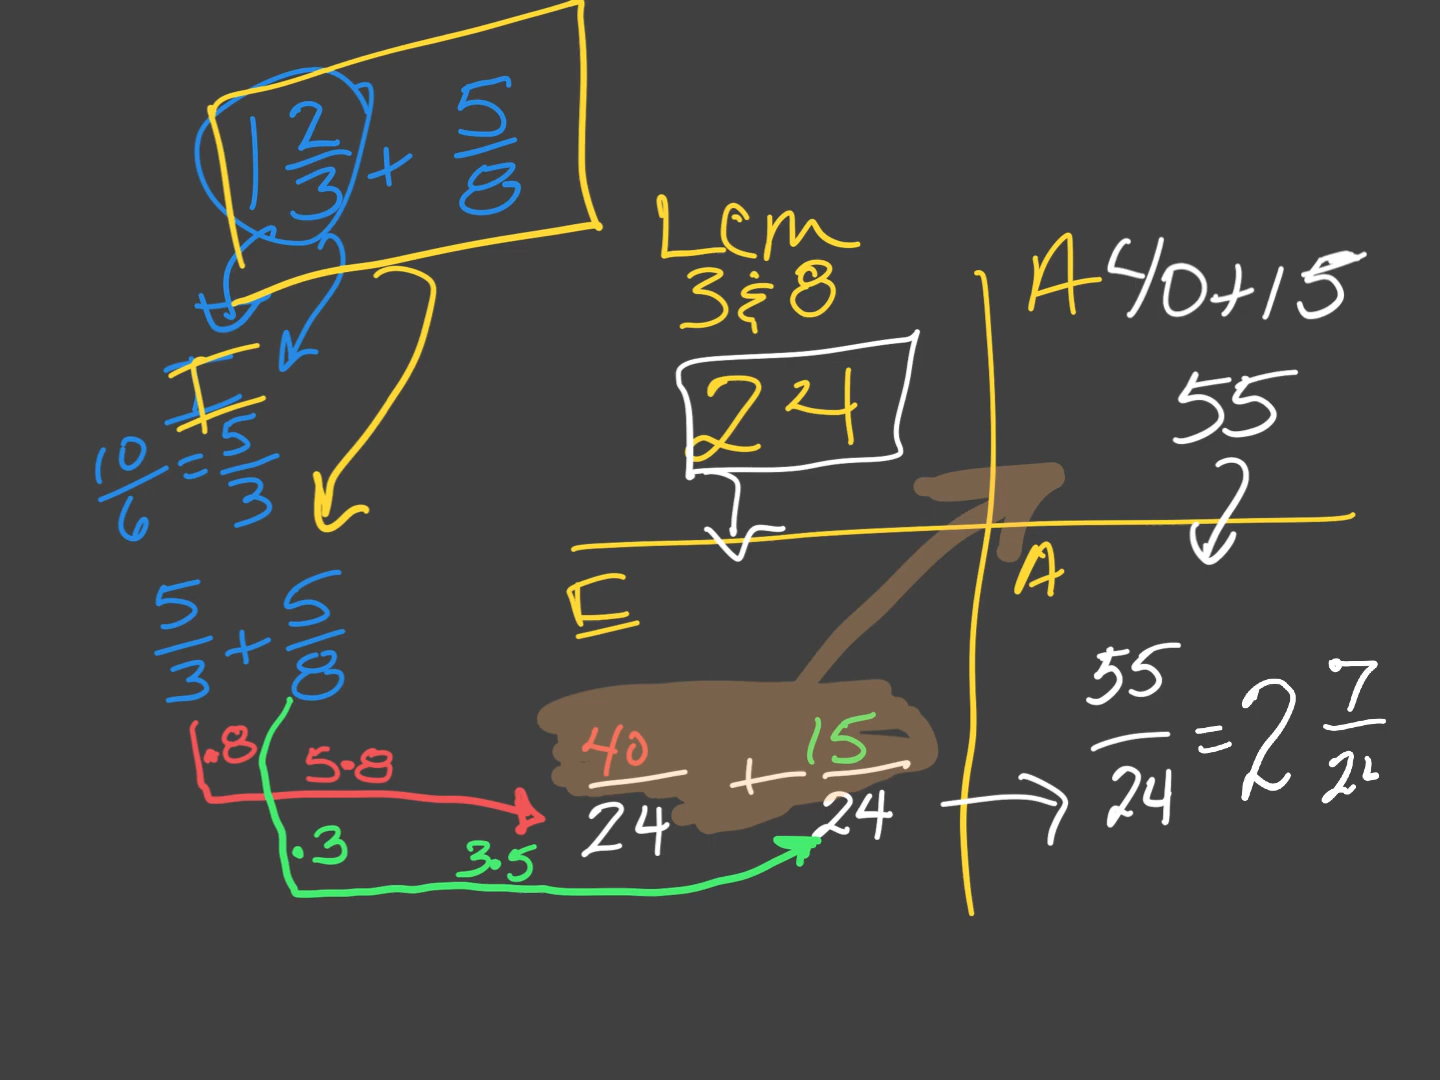 1 2/3 + 5/8
I
10/6 = 5/3
5/3 + 5/8
.8
5.8
.3
3.5
Lcm
3 & 8
24
E
40/24 + 15/24
A 40+15
55
A
55/24 = 2 7/24